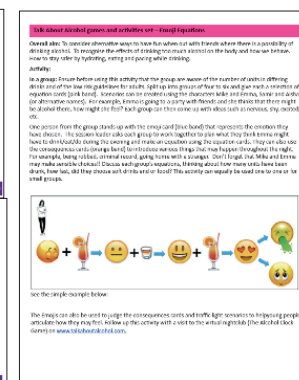 Talk About Alcohol games and activities set – Emoji Equations
Overall aim: To consider alternative ways to have fun when out with friends where there is a possibility
of drinking alcohol. To recognise the effects of drinking too much alcohol on the body and how we behave.
How to stay safer by hydrating, eating and pacing while drinking.
Activity:
In a group: Ensure before using this activity that the group are aware of the number of units in differing
drinks and of the low risk guidelines for adults. Split up into groups of four to six and give each a selection of
equation cards (pink band). Scenarios can be created using the characters Mike and Emma, Samir and Aisha
(or alternative names). For example, Emma is going to a party with friends and she thinks that there might
be alcohol there, how might she feel? Each group can then come up with ideas such as nervous, shy, excited
etc.
One person from the group stands up with the emoji card (blue band) that represents the emotion they
have chosen. The session leader asks each group to work together to plan what they think Emma might
have to drink/eat/do during the evening and make an equation using the cards. They can also use
the consequences cards (orange band) to introduce various things that may happen throughout the night.
For example, being robbed, criminal record, going home with a stranger. Don't forget that Mike and Emma
may make sensible choices! Discuss each group's equations, thinking about how many units have been
drunk, how fast, did they choose soft drinks and or food? This activity can equally be used one to one or for
small groups.
+ = + = +
See the simple example below:
The Emojis can also be used to judge the consequences cards and traffic light scenarios to help young people
articulate how they may feel. Follow up this activity with a visit to the virtual nightclub (The Alcohol Clock
Game) on www.talkaboutalcohol.com.